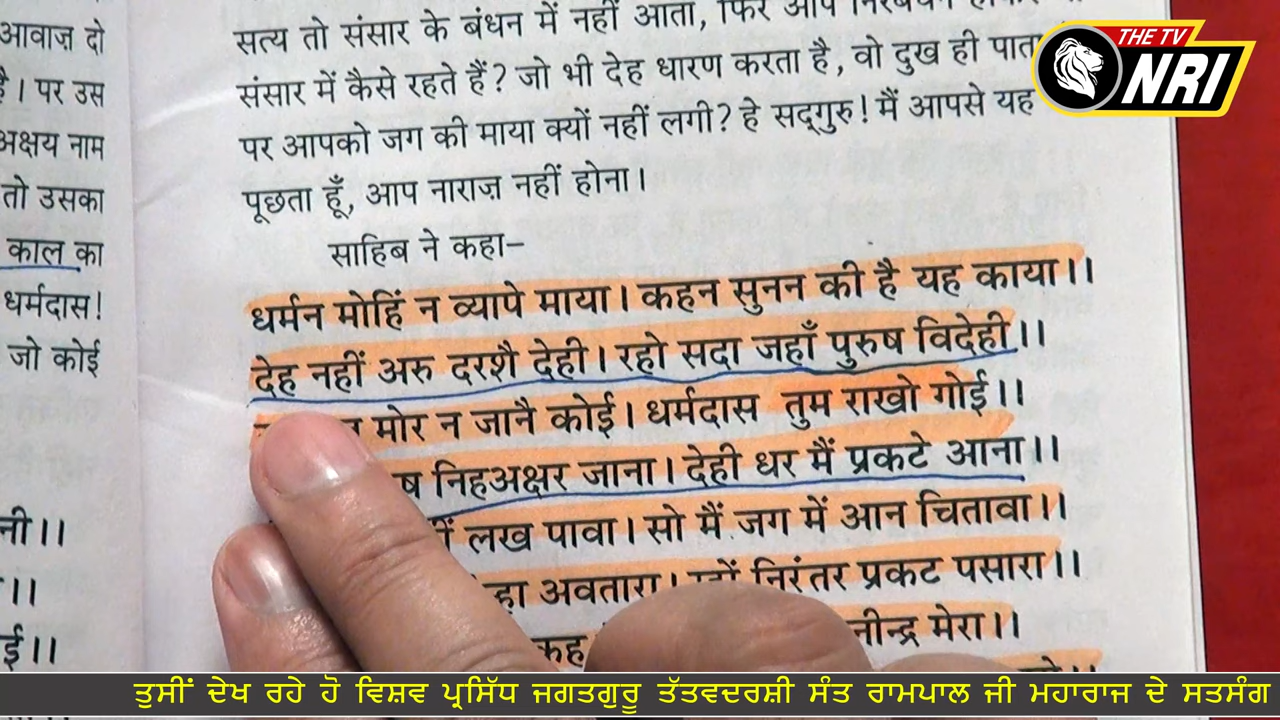 आवाज़ दो
है। पर उस
अक्षय नाम
तो उसका
काल का
धर्मदास!
जो कोई
नी।।
।।
ई।।
सत्य तो संसार के बंधन में नहीं आता, फिर आप
संसार में कैसे रहते हैं? जो भी देह धारण करता है, वो दुख ही
पर आपको जग की माया क्यों नहीं लगी? हे सद्गुरु! मैं आपसे यह
पूछता हूँ, आप नाराज़ नहीं होना।
साहिब ने कहा–
धर्मन मोहिं न व्यापे माया। कहन सुनन की है यह काया।।
देह नहीं अरु दरशै देही। रहो सदा जहाँ पुरुष विदेही।।
मोर न जानै कोई। धर्मदास तुम राखो गोई।।
ष निहअक्षर जाना। देही धर मैं प्रकटे आना।।
लख पावा। सो मैं जग में आन चितावा।।
अवतारा। निरंतर प्रकट पसारा।।
कह नीन्द्र मेरा।।
THE TV
NRI
ਤੁਸੀਂ ਦੇਖ ਰਹੇ ਹੋ ਵਿਸ਼ਵ ਪ੍ਰਸਿੱਧ ਜਗਤਗੁਰੂ ਤੱਤਵਦਰਸ਼ੀ ਸੰਤ ਰਾਮਪਾਲ ਜੀ ਮਹਾਰਾਜ ਦੇ ਸਤਸੰਗ